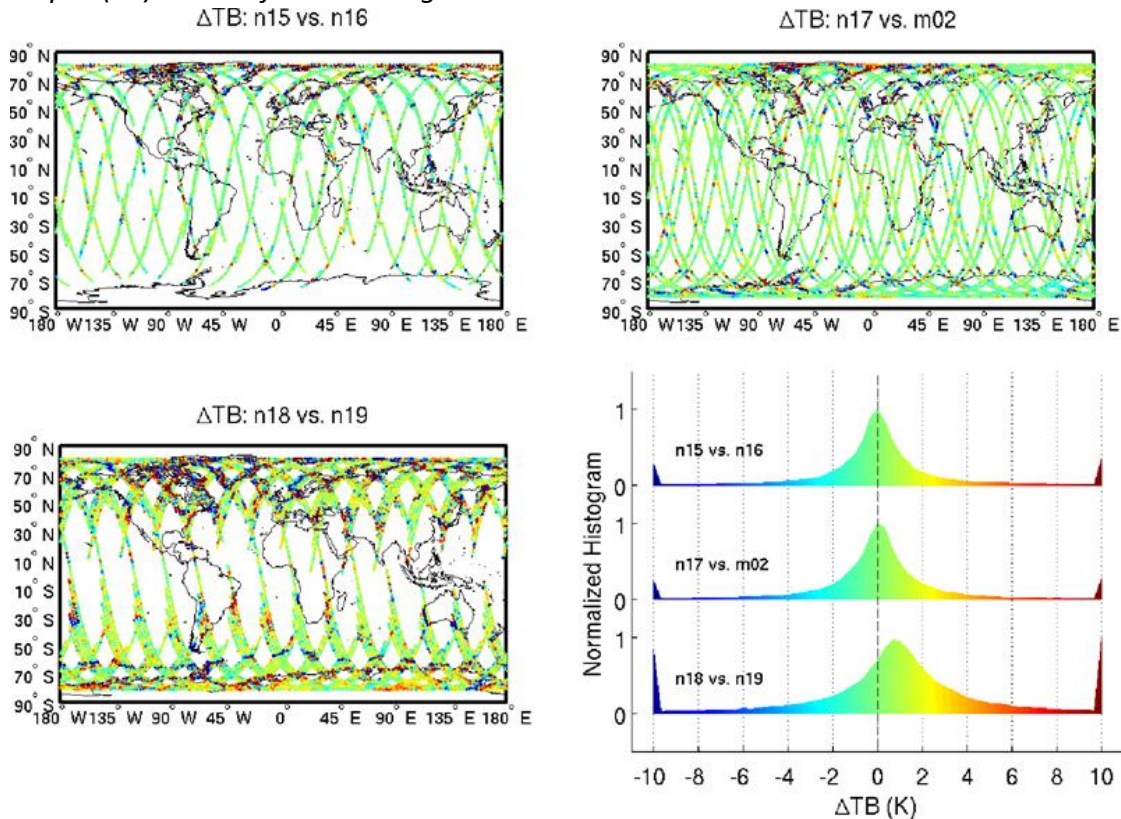 ΔTB: n15 vs. n16
90° N
70° N
50° N
30° N
10° N
10° S
30° S
50° S
70° S
90° S
180° W 135° W 90° W 45° W 0° 45° E 90° E 135° E 180° E
ΔTB: n17 vs. m02
90° N
70° N
50° N
30° N
10° N
10° S
30° S
50° S
70° S
90° S
180° W 135° W 90° W 45° W 0° 45° E 90° E 135° E 180° E
ΔTB: n18 vs. n19
90° N
70° N
50° N
30° N
10° N
10° S
30° S
50° S
70° S
90° S
180° W 135° W 90° W 45° W 0° 45° E 90° E 135° E 180° E
Normalized Histogram
1
n15 vs. n16
0
1
n17 vs. m02
0
1
n18 vs. n19
0
-10 -8 -6 -4 -2 0 2 4 6 8 10
ΔTB (K)